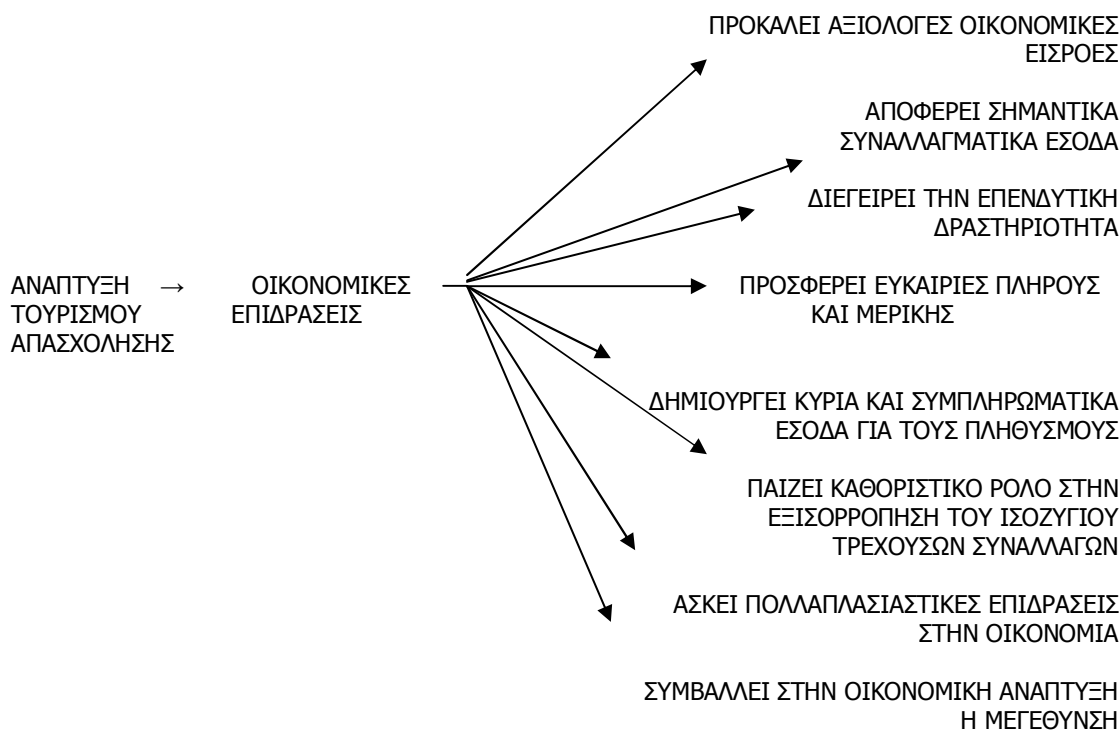 ΠΡΟΚΑΛΕΙ ΑΞΙΟΛΟΓΕΣ ΟΙΚΟΝΟΜΙΚΕΣ
ΕΙΣΡΟΕΣ
ΑΠΟΦΕΡΕΙ ΣΗΜΑΝΤΙΚΑ
ΣΥΝΑΛΛΑΓΜΑΤΙΚΑ ΕΣΟΔΑ
ΔΙΕΓΕΙΡΕΙ ΤΗΝ ΕΠΕΝΔΥΤΙΚΗ
ΔΡΑΣΤΗΡΙΟΤΗΤΑ
ΑΝΑΠΤΥΞΗ → ΟΙΚΟΝΟΜΙΚΕΣ ΠΡΟΣΦΕΡΕΙ ΕΥΚΑΙΡΙΕΣ ΠΛΗΡΟΥΣ
ΤΟΥΡΙΣΜΟΥ ΕΠΙΔΡΑΣΕΙΣ ΚΑΙ ΜΕΡΙΚΗΣ
ΑΠΑΣΧΟΛΗΣΗΣ
ΔΗΜΙΟΥΡΓΕΙ ΚΥΡΙΑ ΚΑΙ ΣΥΜΠΛΗΡΩΜΑΤΙΚΑ
ΕΣΟΔΑ ΓΙΑ ΤΟΥΣ ΠΛΗΘΥΣΜΟΥΣ
ΠΑΙΖΕΙ ΚΑΘΟΡΙΣΤΙΚΟ ΡΟΛΟ ΣΤΗΝ
ΕΞΙΣΟΡΡΟΠΗΣΗ ΤΟΥ ΙΣΟΖΥΓΙΟΥ
ΤΡΕΧΟΥΣΩΝ ΣΥΝΑΛΛΑΓΩΝ
ΑΣΚΕΙ ΠΟΛΛΑΠΛΑΣΙΑΣΤΙΚΕΣ ΕΠΙΔΡΑΣΕΙΣ
ΣΤΗΝ ΟΙΚΟΝΟΜΙΑ
ΣΥΜΒΑΛΛΕΙ ΣΤΗΝ ΟΙΚΟΝΟΜΙΚΗ ΑΝΑΠΤΥΞΗ
Η ΜΕΓΕΘΥΝΣΗ